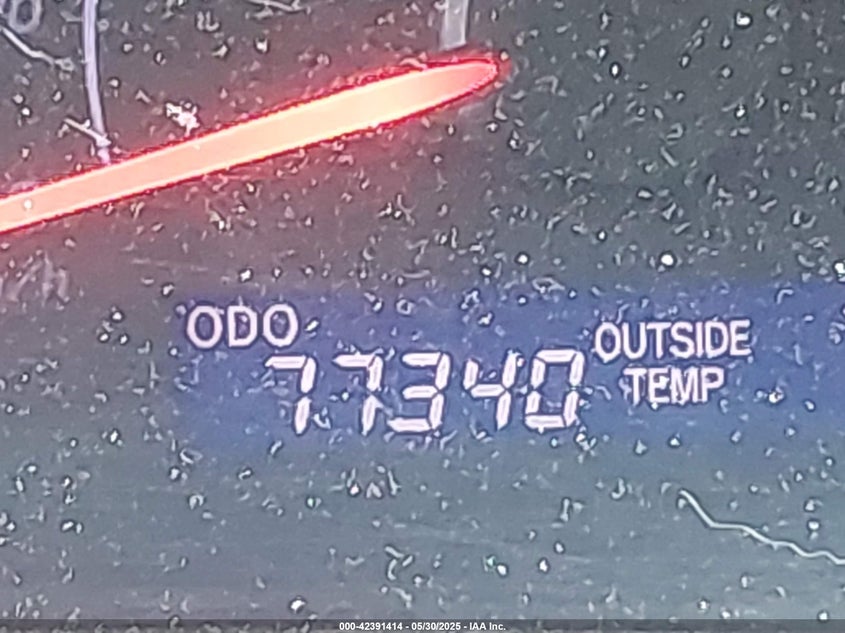 ODO
77340
OUTSIDE
TEMP
000-42391414 - 05/30/2025 - IAA Inc.